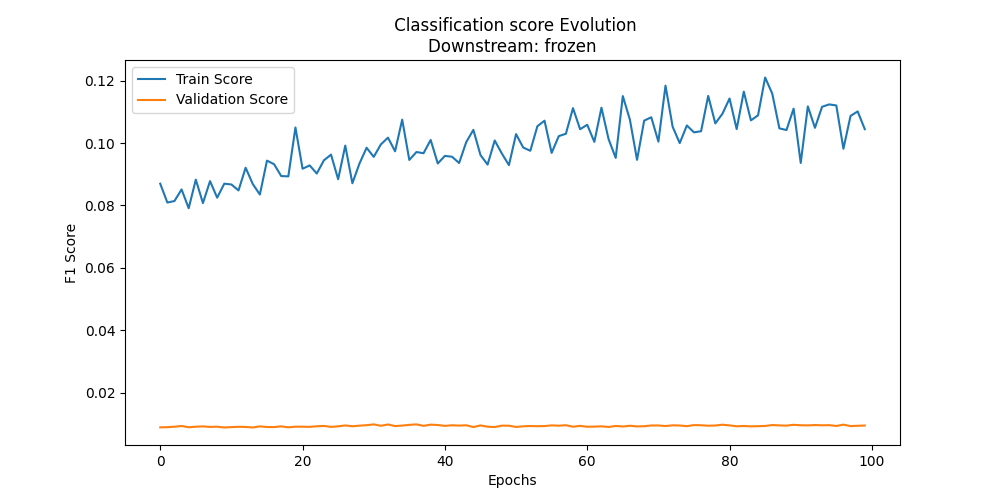 Classification score Evolution
Downstream: frozen
Train Score
Validation Score
0.12
0.10
0.08
0.06
0.04
0.02
F1 Score
0
20
40
60
80
100
Epochs